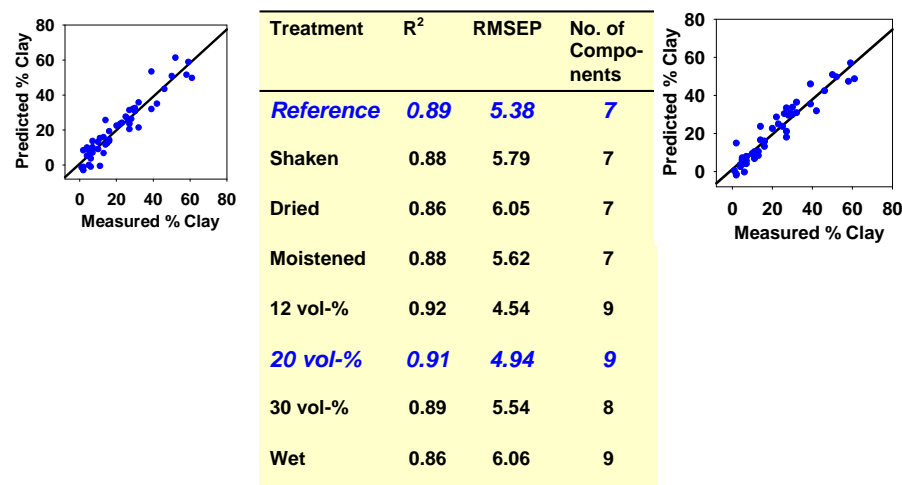 80
60
40
20
0
Predicted % Clay
0 20 40 60 80
Measured % Clay
Treatment R² RMSEP No. of Compo-nents
Reference 0.89 5.38 7
Shaken 0.88 5.79 7
Dried 0.86 6.05 7
Moistened 0.88 5.62 7
12 vol-% 0.92 4.54 9
20 vol-% 0.91 4.94 9
30 vol-% 0.89 5.54 8
Wet 0.86 6.06 9
80
60
40
20
0
Predicted % Clay
0 20 40 60 80
Measured % Clay